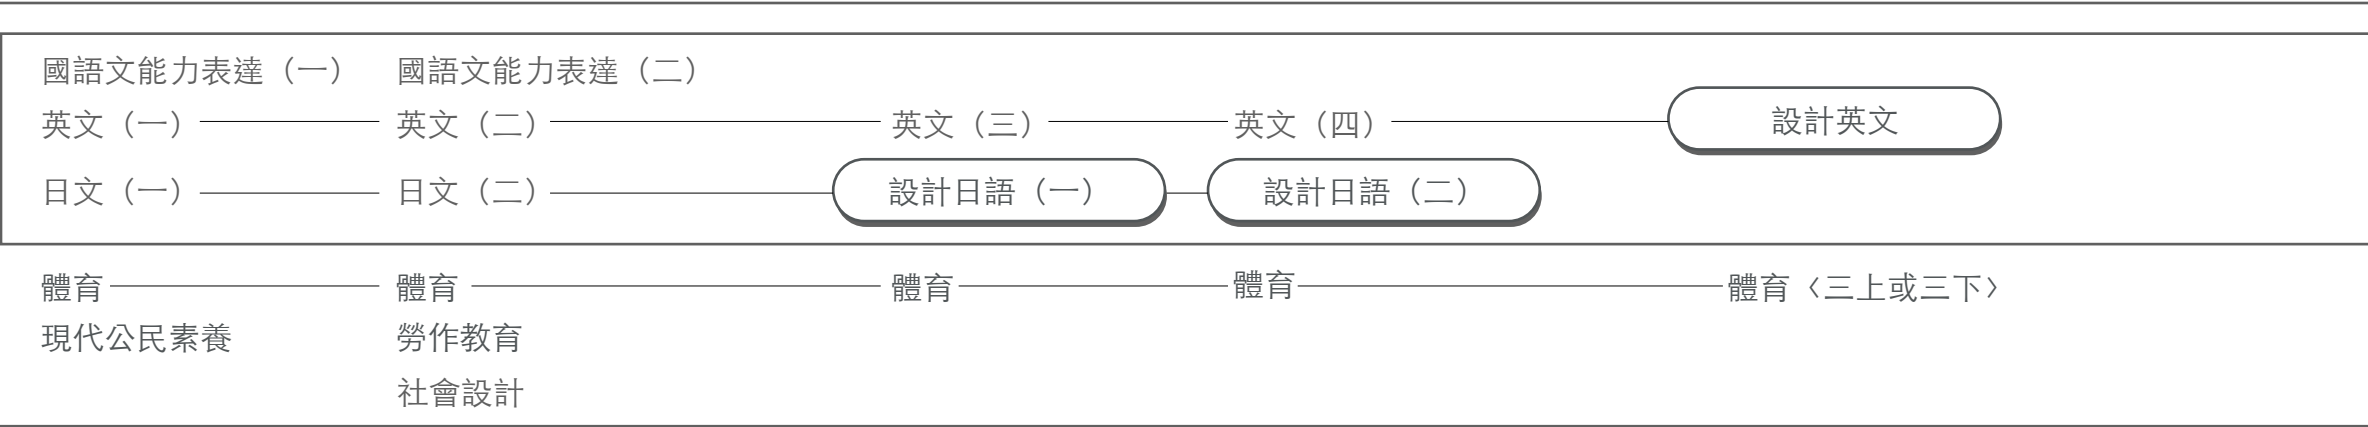 國語文能力表達（一） 國語文能力表達（二）
英文（一） 英文（二） 英文（三） 英文（四） 設計英文
日文（一） 日文（二） 設計日語（一） 設計日語（二）
體育 體育 體育 體育 體育〈三上或三下〉
現代公民素養 勞作教育
社會設計